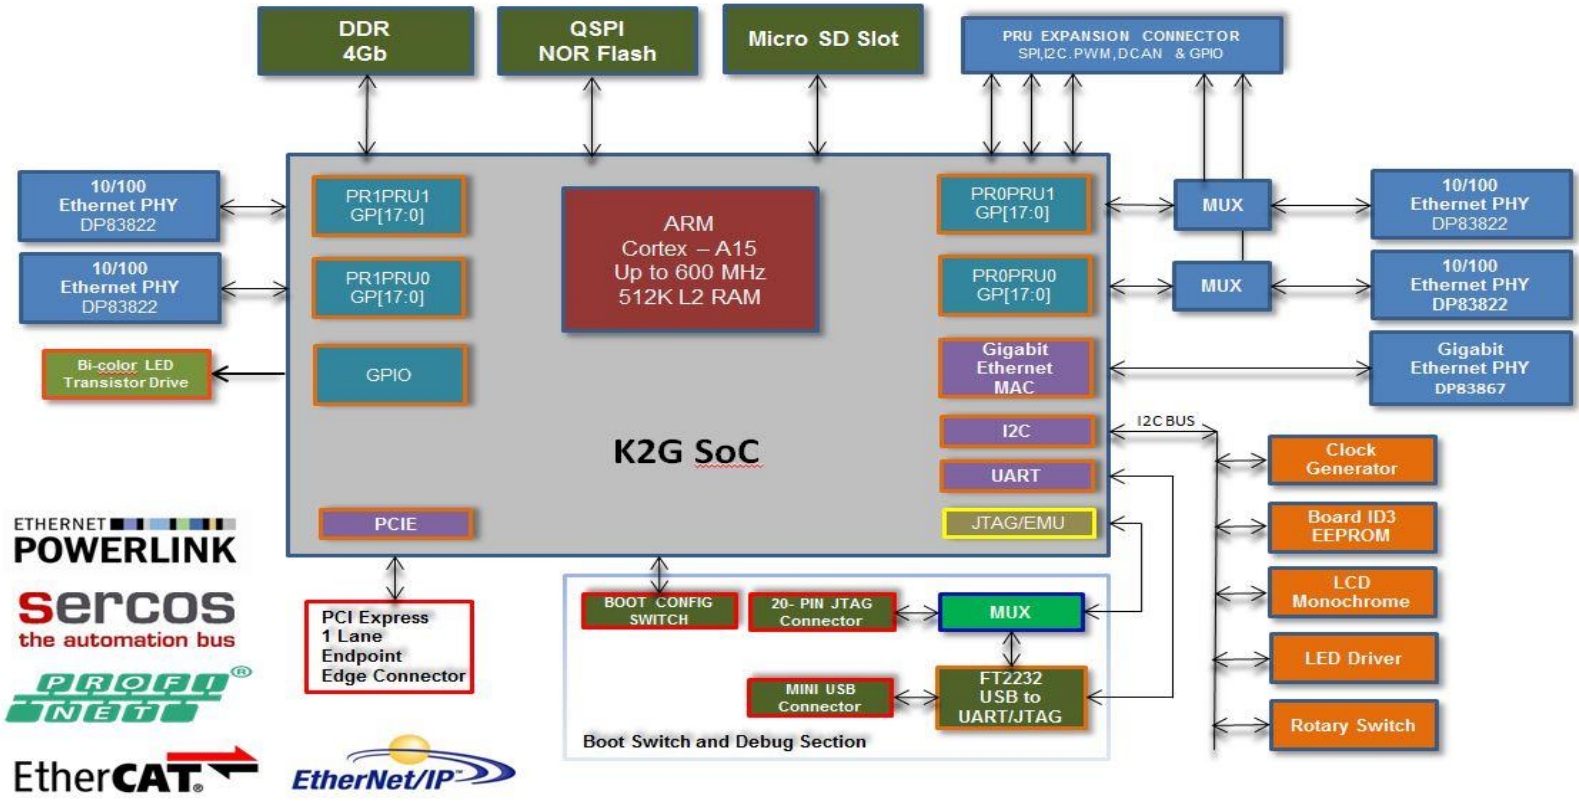 DDR
4Gb
QSPI
NOR Flash
Micro SD Slot
PRU EXPANSION CONNECTOR
SPI,I2C.PWM,DCAN & GPIO
10/100
Ethernet PHY
DP83822
PR1PRU1
GP[17:0]
ARM
Cortex – A15
Up to 600 MHz
512K L2 RAM
PR0PRU1
GP[17:0]
MUX
10/100
Ethernet PHY
DP83822
10/100
Ethernet PHY
DP83822
PR1PRU0
GP[17:0]
PR0PRU0
GP[17:0]
MUX
10/100
Ethernet PHY
DP83822
Bi-color LED
Transistor Drive
GPIO
Gigabit
Ethernet
MAC
Gigabit
Ethernet PHY
DP83867
K2G SoC
I2C
I2C BUS
UART
JTAG/EMU
PCIE
Clock
Generator
Board ID3
EEPROM
LCD
Monochrome
LED Driver
Rotary Switch
PCI Express
1 Lane
Endpoint
Edge Connector
BOOT CONFIG
SWITCH
20- PIN JTAG
Connector
MUX
MINI USB
Connector
FT2232
USB to
UART/JTAG
Boot Switch and Debug Section
ETHERNET
POWERLINK
sercos
the automation bus
PROFI®
NET
EtherCAT®
EtherNet/IP™